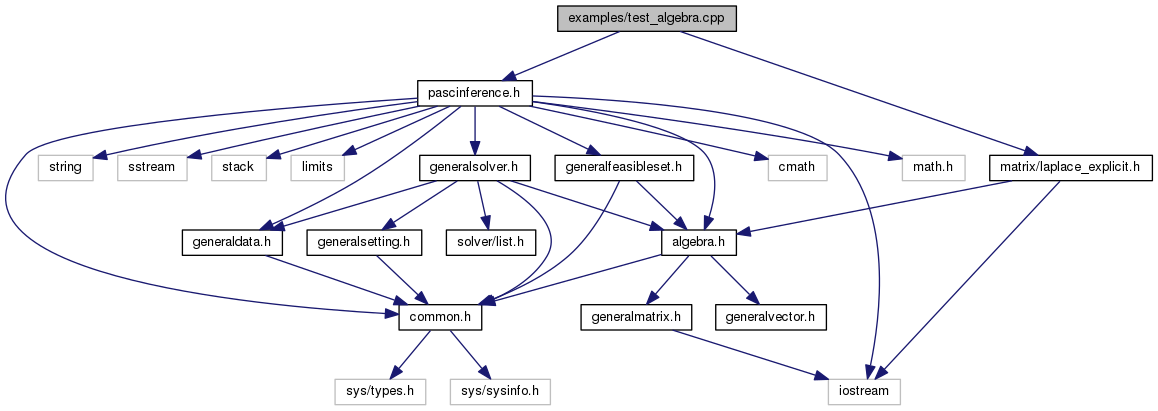 examples/test_algebra.cpp
pascinference.h
string
sstream
stack
limits
generalsolver.h
generalfeasibleset.h
cmath
math.h
matrix/laplace_explicit.h
generaldata.h
generalsetting.h
solver/list.h
algebra.h
common.h
generalmatrix.h
generalvector.h
sys/types.h
sys/sysinfo.h
iostream